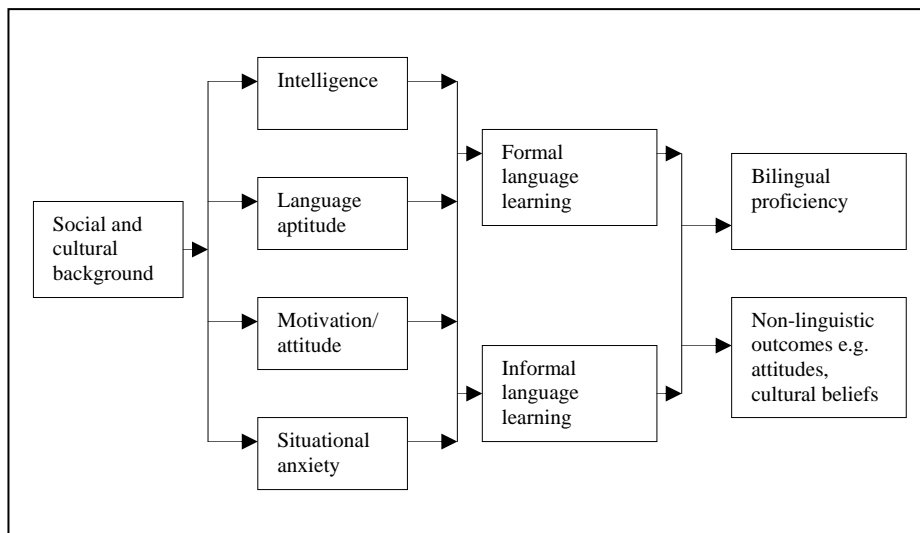 Social and
cultural
background
Intelligence
Language
aptitude
Motivation/
attitude
Situational
anxiety
Formal
language
learning
Informal
language
learning
Bilingual
proficiency
Non-linguistic
outcomes e.g.
attitudes,
cultural beliefs